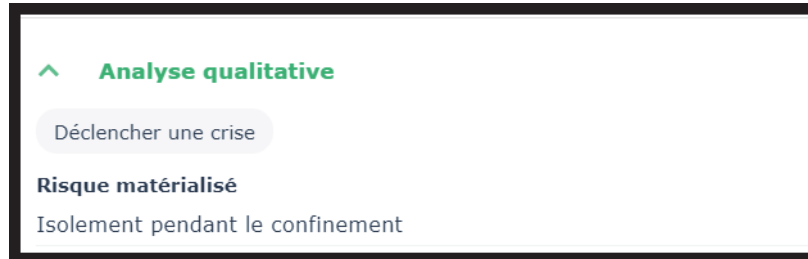 Analyse qualitative
Déclencher une crise
Risque matérialisé
Isolement pendant le confinement